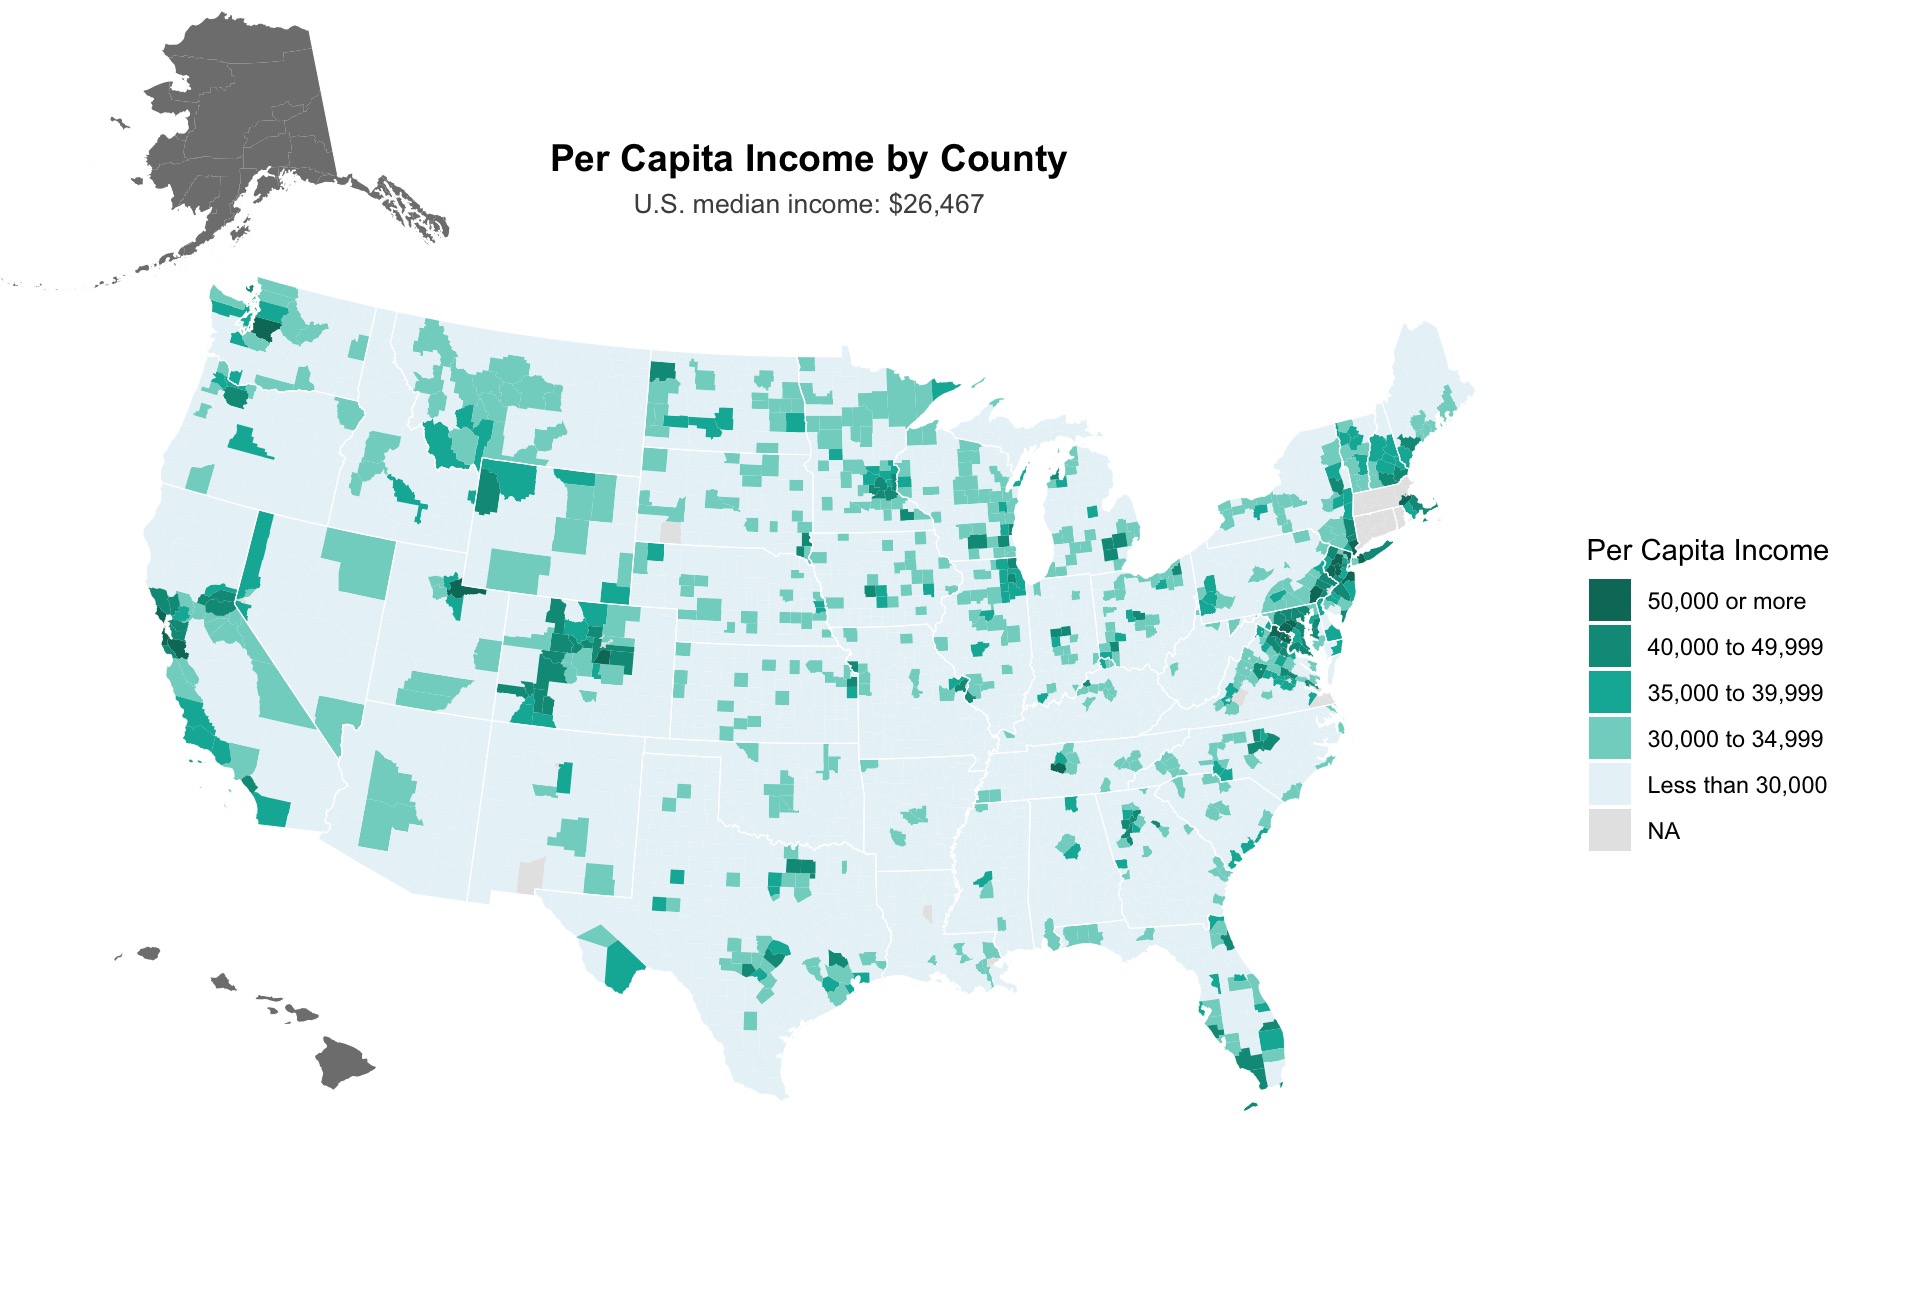 Per Capita Income by County
U.S. median income: $26,467
Per Capita Income
50,000 or more
40,000 to 49,999
35,000 to 39,999
30,000 to 34,999
Less than 30,000
NA